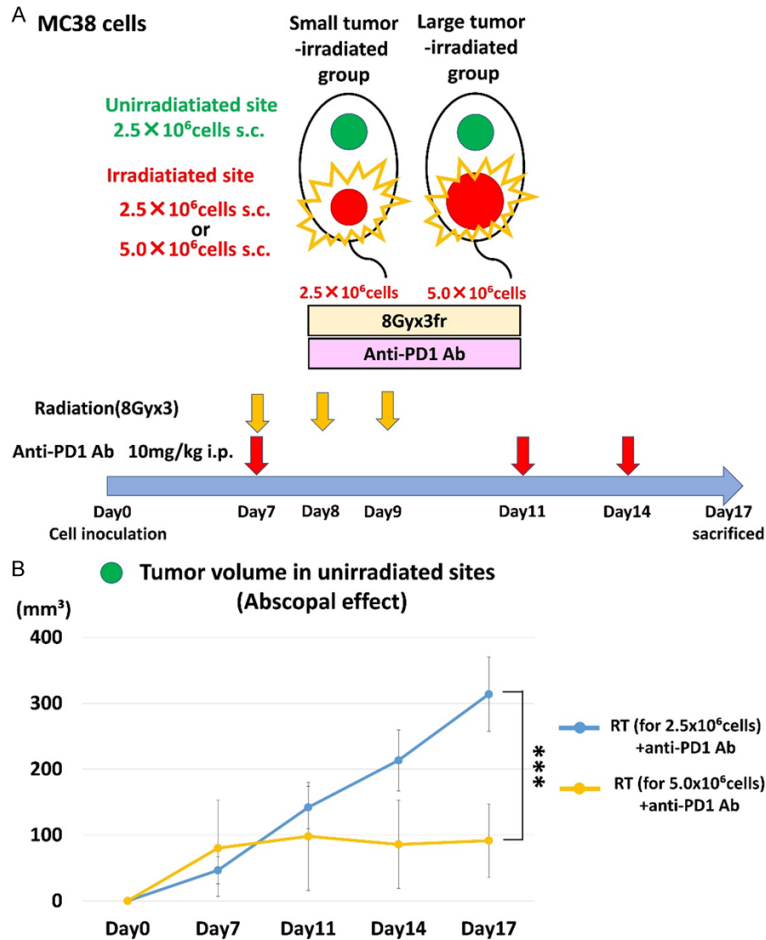 A
MC38 cells
Small tumor
-irradiated
group
Large tumor
-irradiated
group
Unirradiatiated site
2.5×10⁶cells s.c.
Irradiatiated site
2.5×10⁶cells s.c.
or
5.0×10⁶cells s.c.
2.5×10⁶cells
5.0×10⁶cells
8Gyx3fr
Anti-PD1 Ab
Radiation(8Gyx3)
Anti-PD1 Ab 10mg/kg i.p.
Day0 Day7 Day8 Day9 Day11 Day14 Day17
Cell inoculation sacrificed
B
Tumor volume in unirradiated sites
(Abscopal effect)
(mm³)
400
300
200
100
0
Day0 Day7 Day11 Day14 Day17
***
RT (for 2.5x10⁶cells)
+anti-PD1 Ab
RT (for 5.0x10⁶cells)
+anti-PD1 Ab